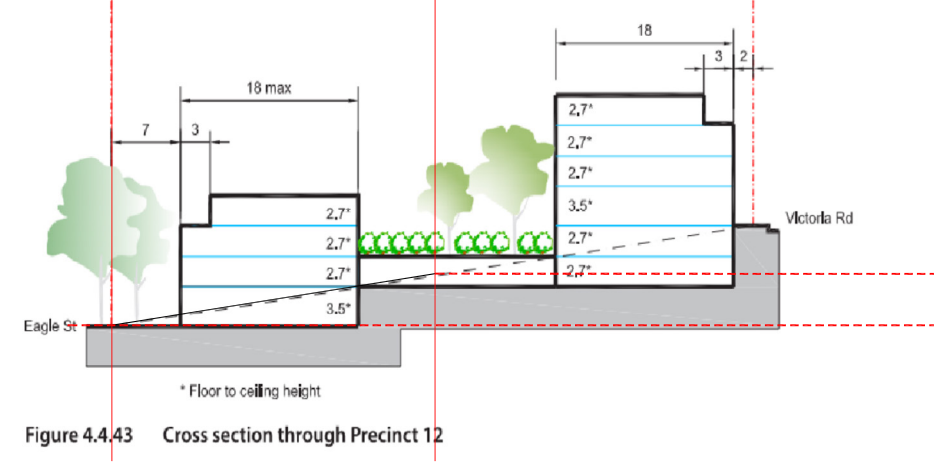 18
3 2
18 max
7 3
2.7*
2.7*
2.7*
3.5*
2.7*
2.7*
2.7*
2.7*
2.7*
3.5*
Victoria Rd
Eagle St
* Floor to ceiling height
Figure 4.4.43 Cross section through Precinct 12